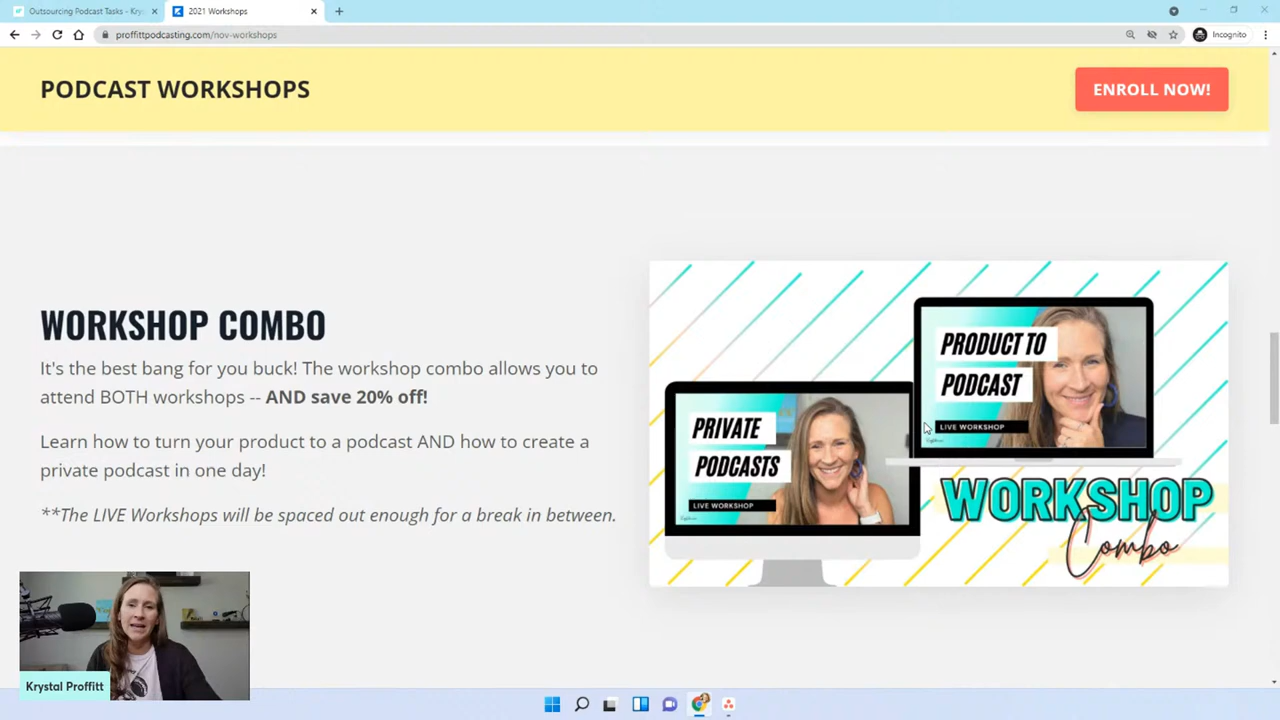 Outsourcing Podcast Tasks - Krys
2021 Workshops
proffittpodcasting.com/nov-workshops
Incognito
PODCAST WORKSHOPS
ENROLL NOW!
WORKSHOP COMBO
It's the best bang for you buck! The workshop combo allows you to
attend BOTH workshops -- AND save 20% off!
Learn how to turn your product to a podcast AND how to create a
private podcast in one day!
**The LIVE Workshops will be spaced out enough for a break in between.
PRODUCT TO
PODCAST
LIVE WORKSHOP
PRIVATE
PODCASTS
LIVE WORKSHOP
WORKSHOP
Combo
Krystal Proffitt